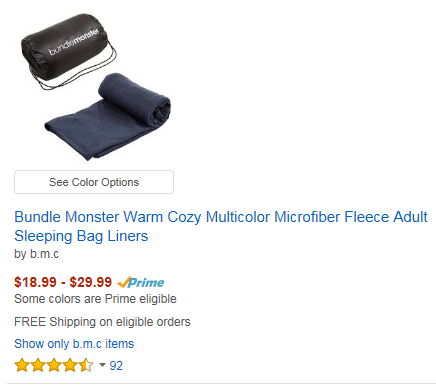 bundlemonster
See Color Options
Bundle Monster Warm Cozy Multicolor Microfiber Fleece Adult
Sleeping Bag Liners
by b.m.c
$18.99 - $29.99 Prime
Some colors are Prime eligible
FREE Shipping on eligible orders
Show only b.m.c items
92